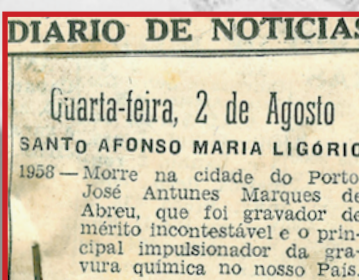 DIARIO DE NOTICIAS
Quarta-feira, 2 de Agosto
SANTO AFONSO MARIA LIGÓRIO
1958 — Morre na cidade do Porto
José Antunes Marques de
Abreu, que foi gravador de
mérito incontestável e o prin-
cipal impulsionador da gra-
vura química no nosso País